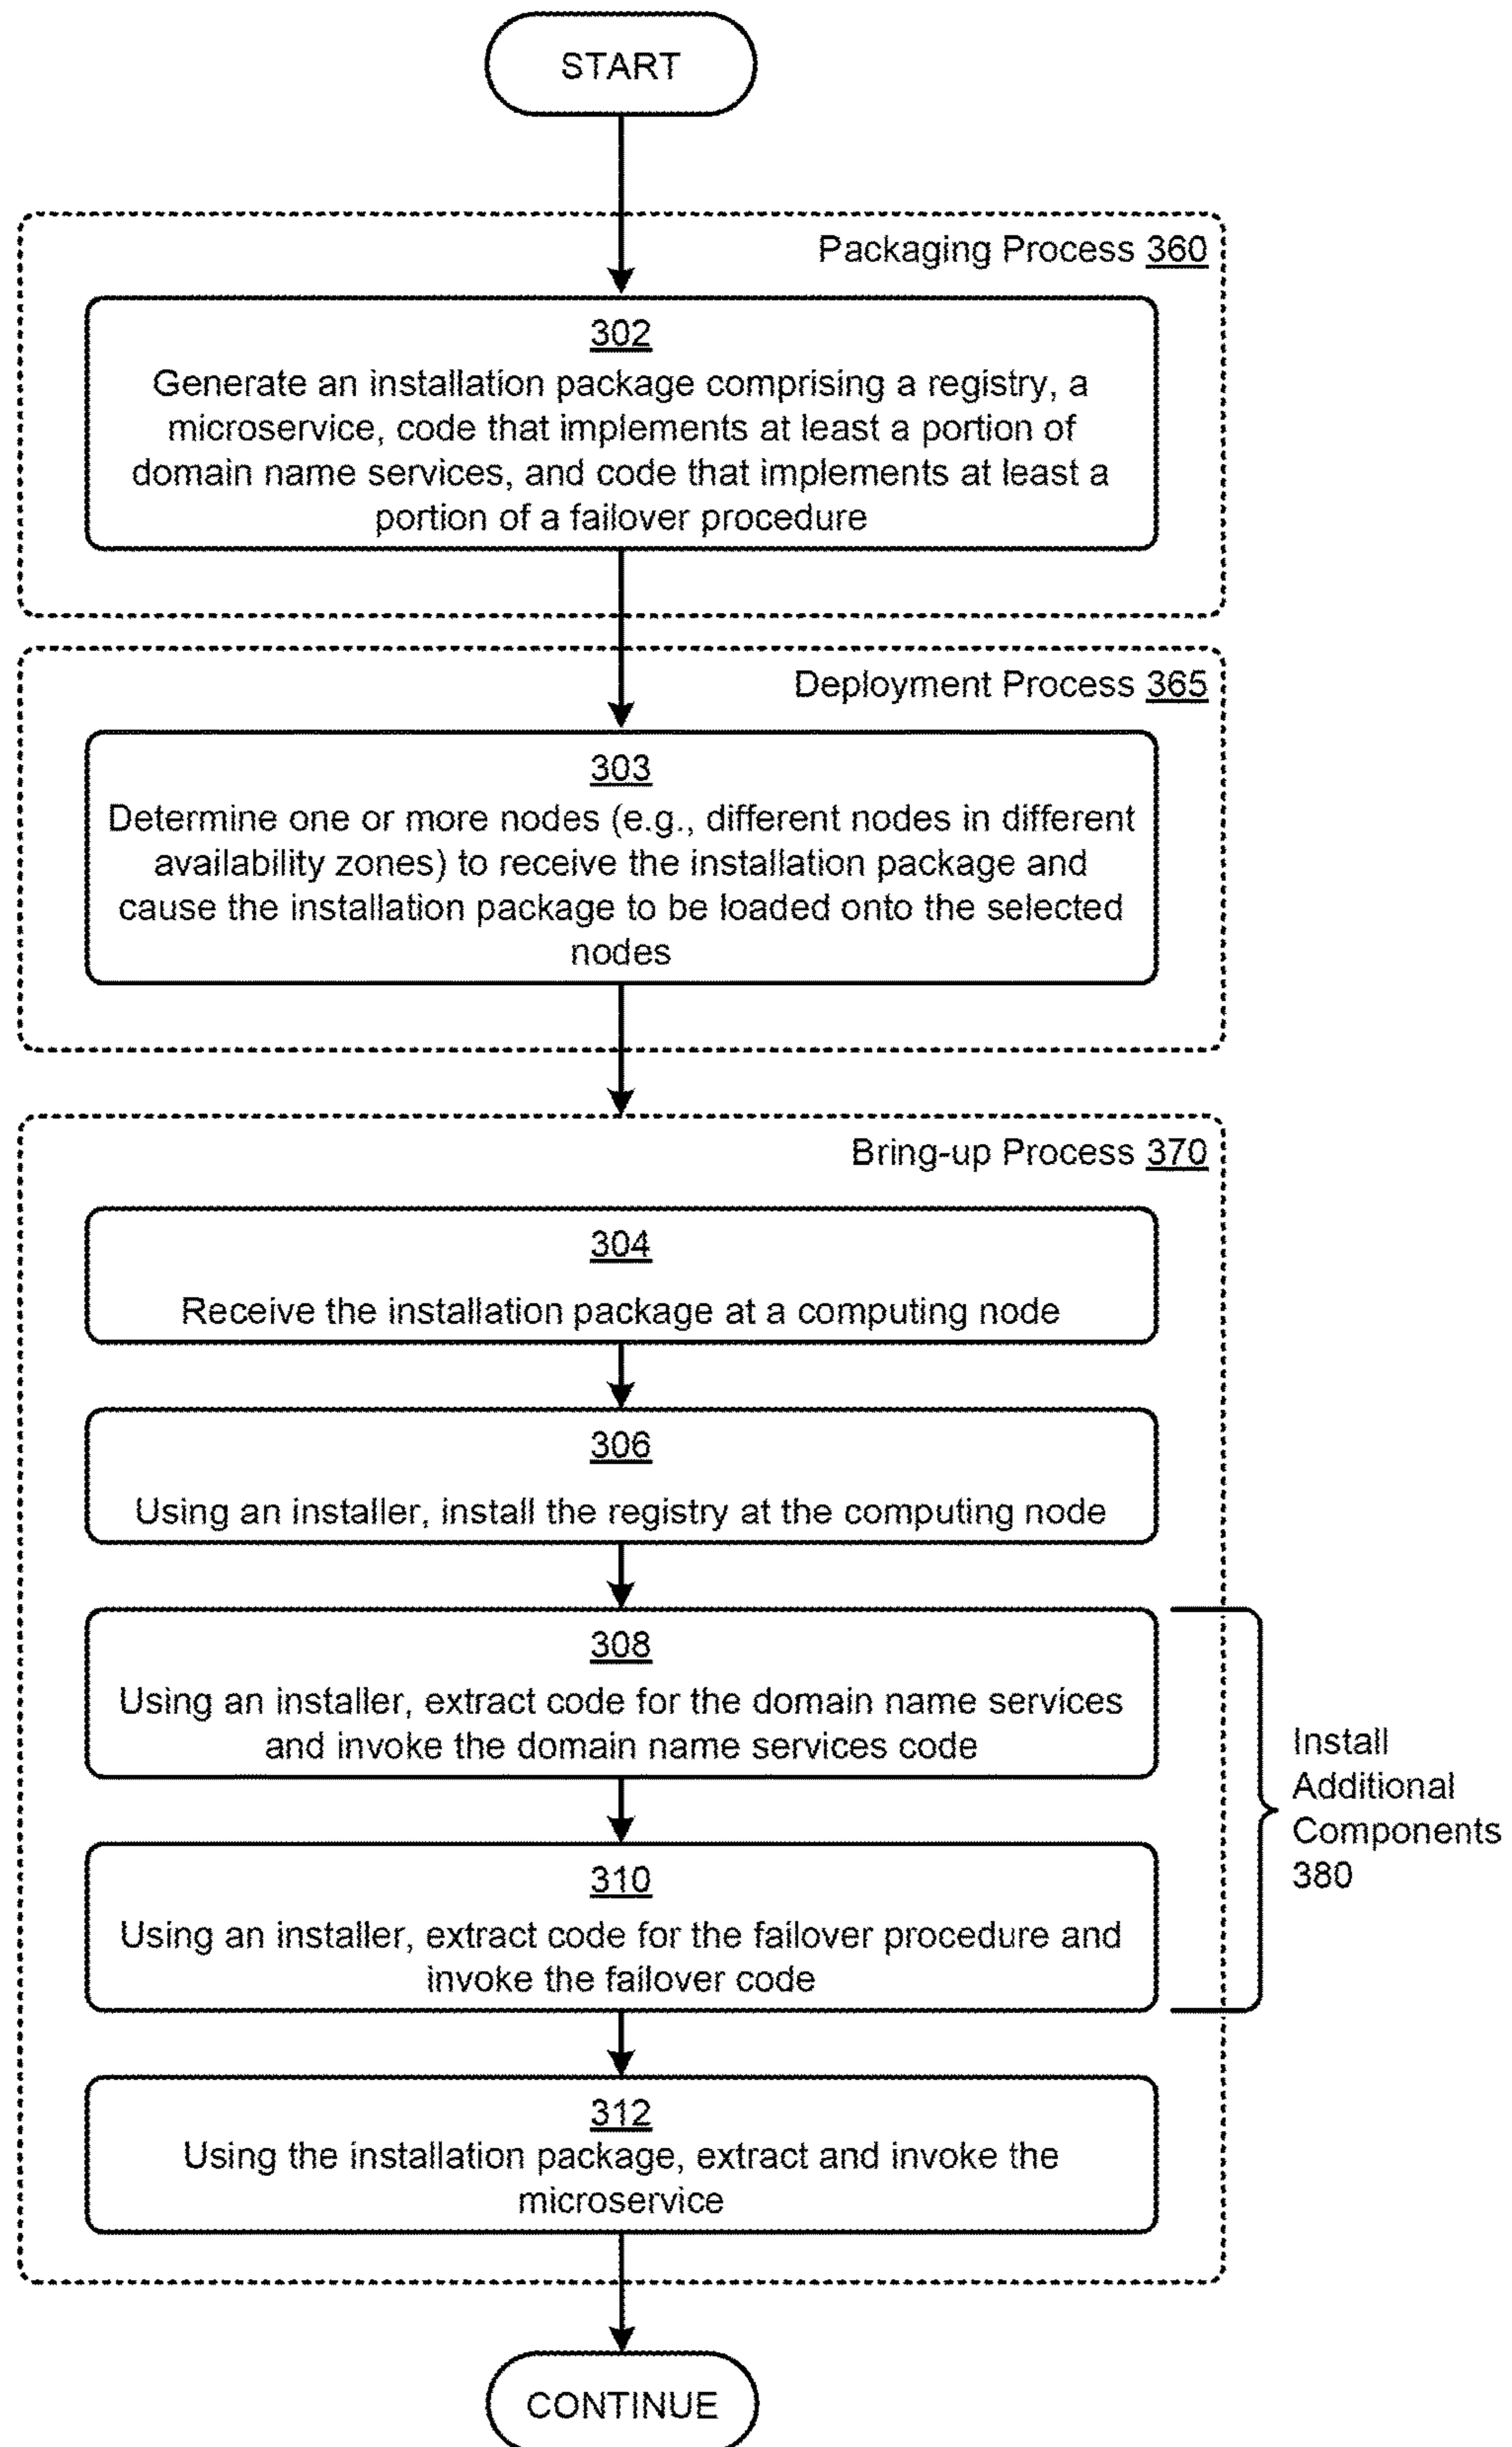 START
Packaging Process 360
302
Generate an installation package comprising a registry, a
microservice, code that implements at least a portion of
domain name services, and code that implements at least a
portion of a failover procedure
Deployment Process 365
303
Determine one or more nodes (e.g., different nodes in different
availability zones) to receive the installation package and
cause the installation package to be loaded onto the selected
nodes
Bring-up Process 370
304
Receive the installation package at a computing node
306
Using an installer, install the registry at the computing node
308
Using an installer, extract code for the domain name services
and invoke the domain name services code
310
Using an installer, extract code for the failover procedure and
invoke the failover code
Install
Additional
Components
380
312
Using the installation package, extract and invoke the
microservice
CONTINUE